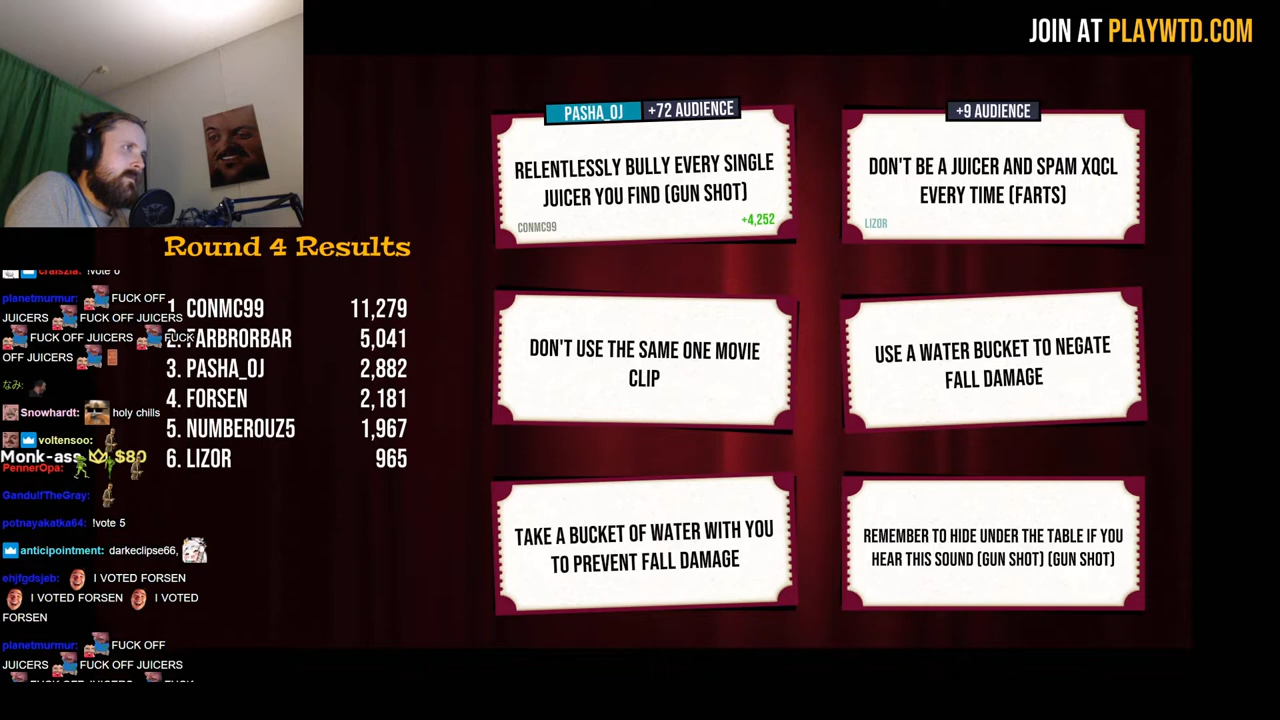 JOIN AT PLAYWTD.COM
PASHA_OJ +72 AUDIENCE
RELENTLESSLY BULLY EVERY SINGLE
JUICER YOU FIND (GUN SHOT)
CONMC99 +4,252
+9 AUDIENCE
DON'T BE A JUICER AND SPAM XQCL
EVERY TIME (FARTS)
LIZOR
DON'T USE THE SAME ONE MOVIE
CLIP
USE A WATER BUCKET TO NEGATE
FALL DAMAGE
TAKE A BUCKET OF WATER WITH YOU
TO PREVENT FALL DAMAGE
REMEMBER TO HIDE UNDER THE TABLE IF YOU
HEAR THIS SOUND (GUN SHOT) (GUN SHOT)
Round 4 Results
1. CONMC99 11,279
2. FARBRORBAR 5,041
3. PASHA_OJ 2,882
4. FORSEN 2,181
5. NUMBEROUZ5 1,967
6. LIZOR 965
!vote 6
planetmurmur: FUCK OFF
JUICERS FUCK OFF JUICERS
FUCK OFF JUICERS FUCK
OFF JUICERS
なみ:
Snowhardt: holy chills
voltensoo:
Monk-ass $80
PennerOpa:
GandulfTheGray:
potnayakatka64: !vote 5
anticipointment: darkeclipse66,
ehjfgdsjeb: I VOTED FORSEN
I VOTED FORSEN I VOTED
FORSEN
planetmurmur: FUCK OFF
JUICERS FUCK OFF JUICERS